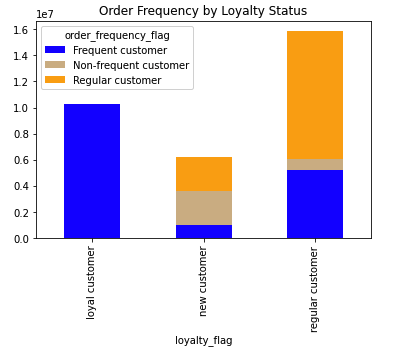 Order Frequency by Loyalty Status
1e7
order_frequency_flag
Frequent customer
Non-frequent customer
Regular customer
1.6
1.4
1.2
1.0
0.8
0.6
0.4
0.2
0.0
loyal customer
new customer
regular customer
loyalty_flag